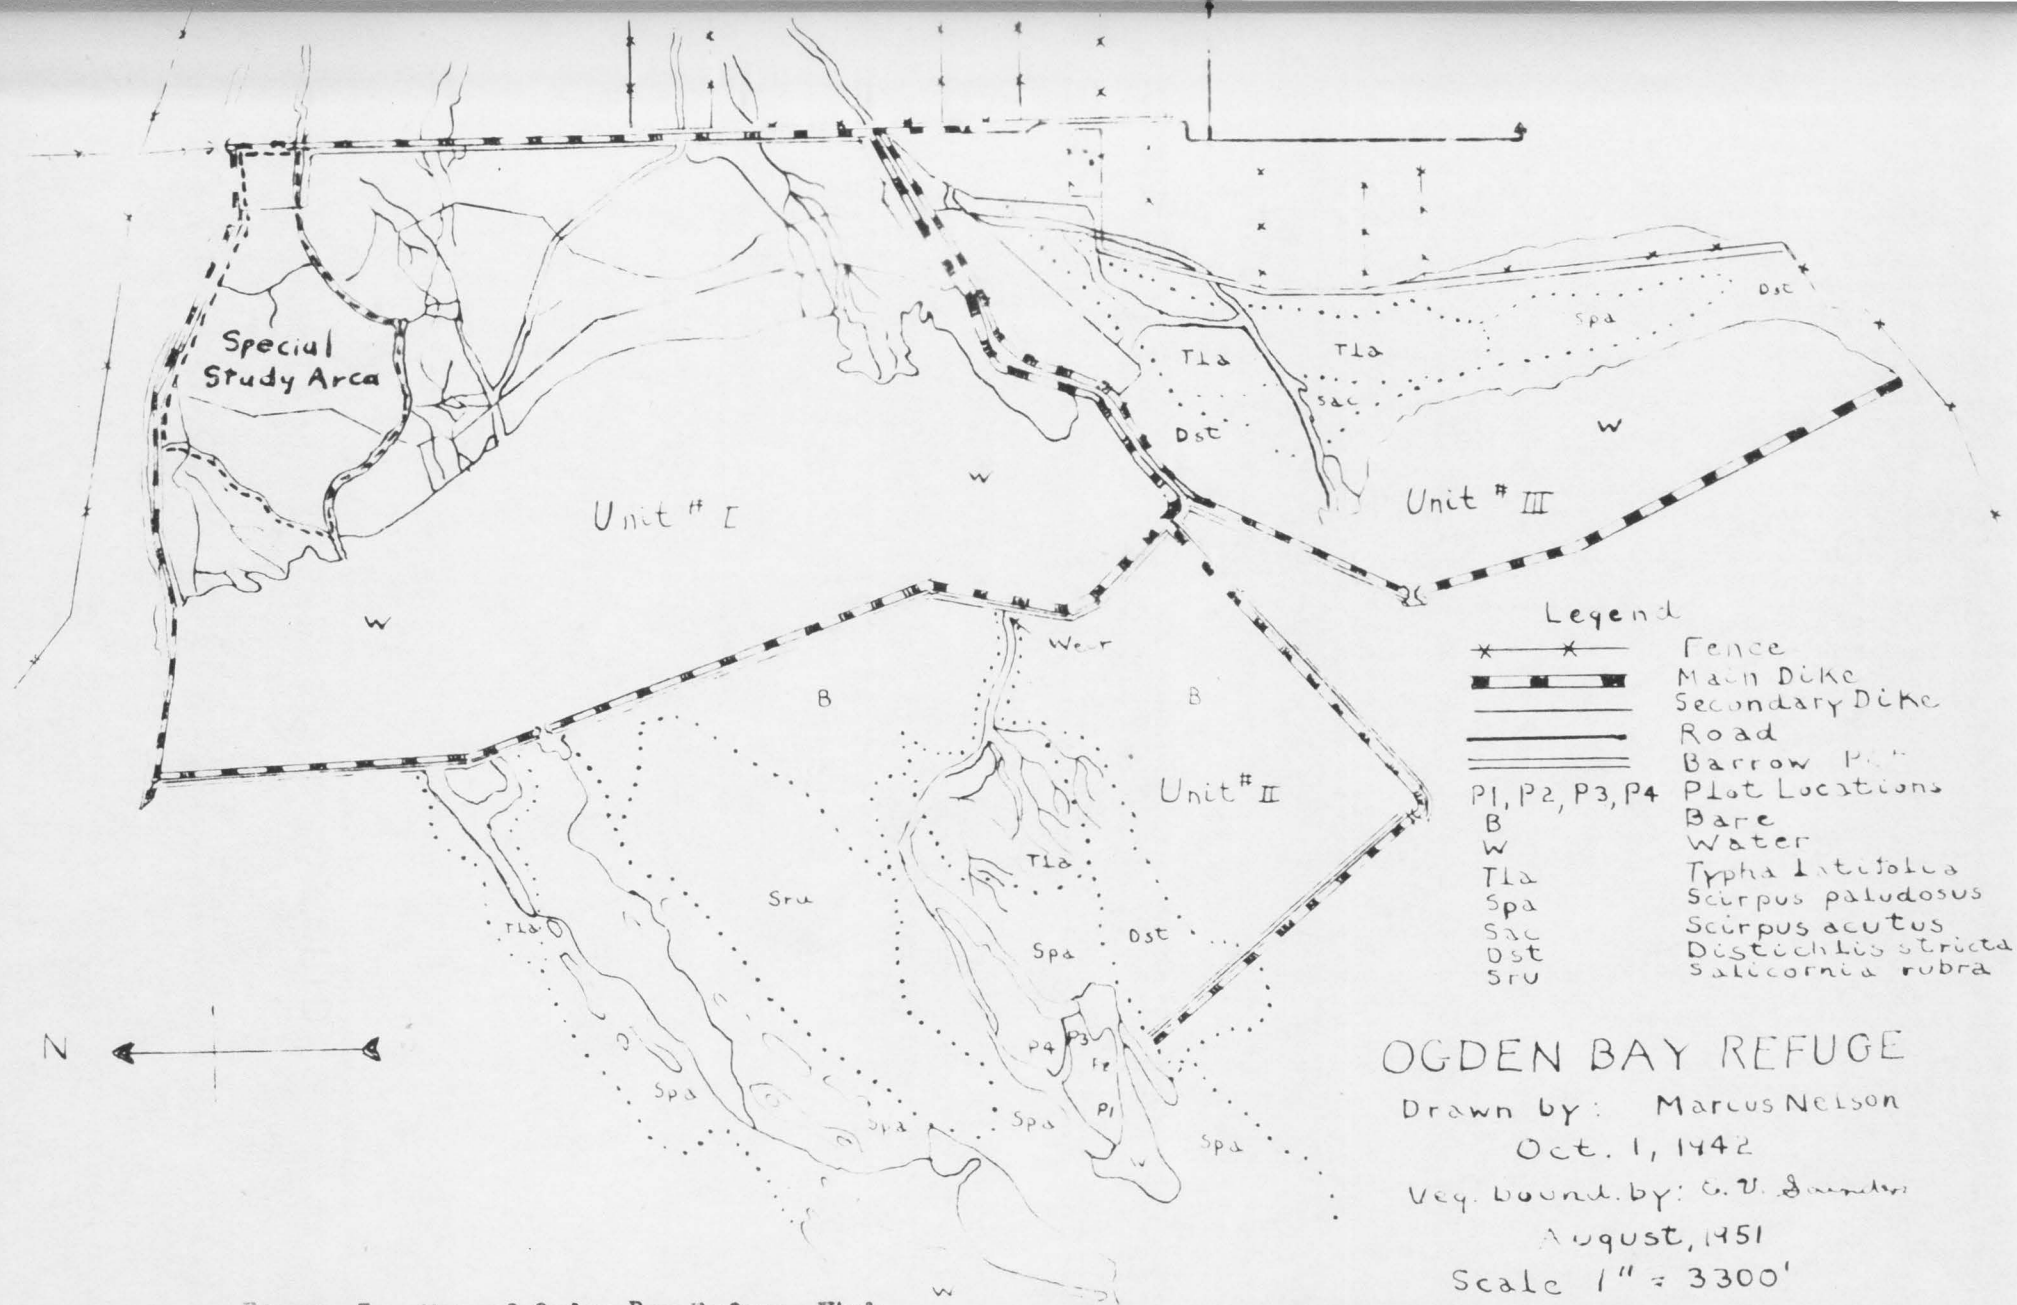 Special
Study Area
Unit # I
W
W
Tla
Tla
Spa
Dst
Sac
Dst
W
Unit # III
Weir
B
B
Unit # II
Tla
Sru
Tla
Spa
Dst
P4
P3
P1
Spa
Spa
Spa
Spa
W
W
N
Legend
Fence
Main Dike
Secondary Dike
Road
Barrow
P1, P2, P3, P4 Plot Locations
B Bare
W Water
Tla Typha latifolia
Spa Scirpus paludosus
Sac Scirpus acutus
Dst Distichlis stricta
Sru Salicornia rubra
OGDEN BAY REFUGE
Drawn by: Marcus Nelson
Oct. 1, 1942
Veg. bound. by: G. V. Saunders
August, 1951
Scale 1" = 3300'